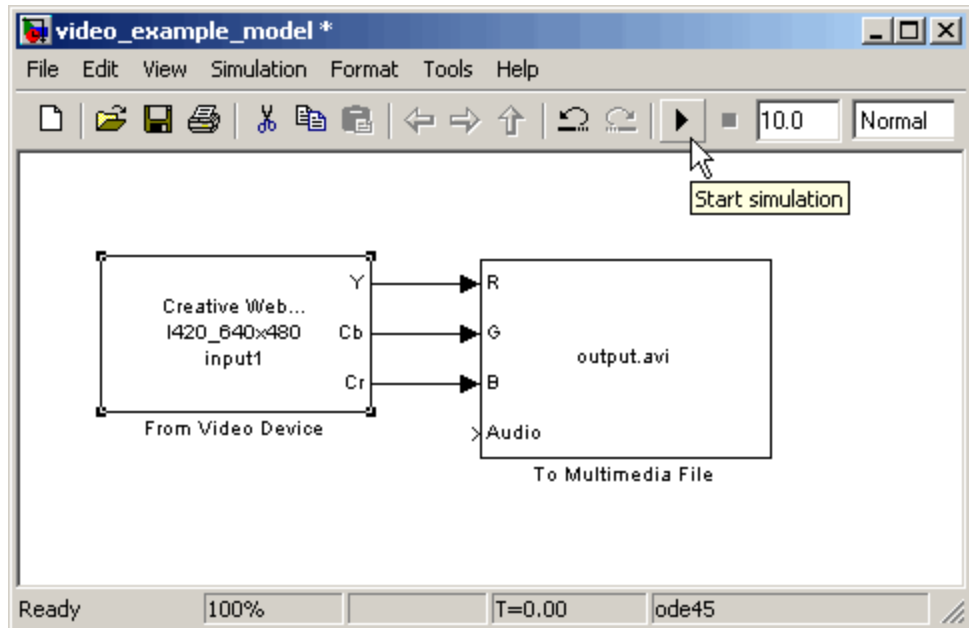 video_example_model *
File Edit View Simulation Format Tools Help
10.0 Normal
Start simulation
Creative Web...
I420_640x480
input1
Y
Cb
Cr
From Video Device
R
G
B
Audio
output.avi
To Multimedia File
Ready 100% T=0.00 ode45